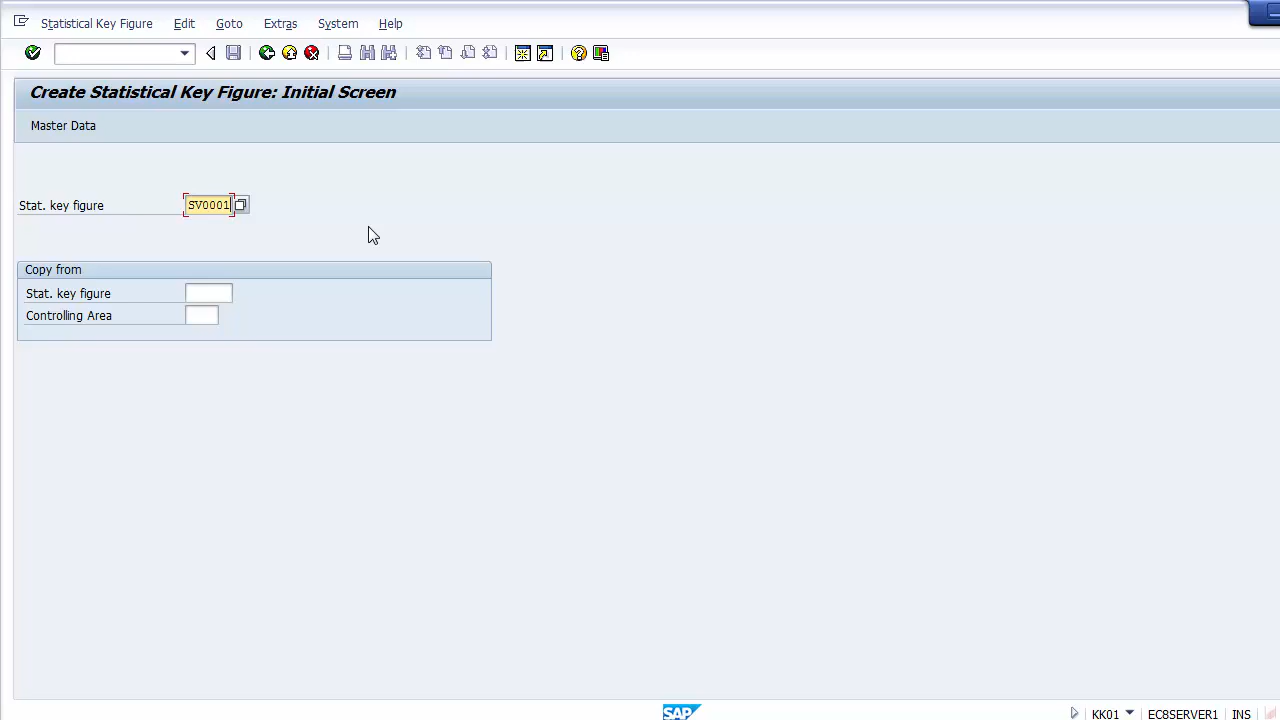 Statistical Key Figure Edit Goto Extras System Help
Create Statistical Key Figure: Initial Screen
Master Data
Stat. key figure SV0001
Copy from
Stat. key figure
Controlling Area
SAP KK01 EC8SERVER1 INS